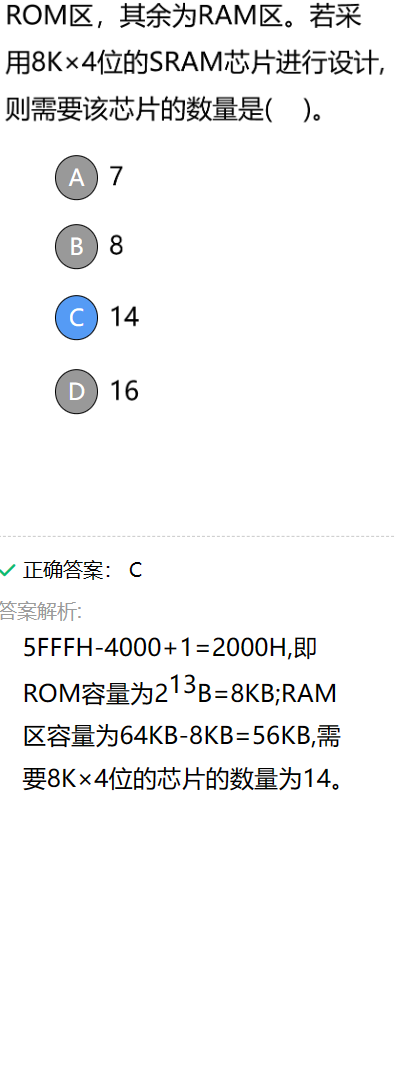 ROM区，其余为RAM区。若采
用8K×4位的SRAM芯片进行设计,
则需要该芯片的数量是( )。
A 7
B 8
C 14
D 16
正确答案： C
答案解析:
5FFFH-4000+1=2000H,即
ROM容量为2^13B=8KB;RAM
区容量为64KB-8KB=56KB,需
要8K×4位的芯片的数量为14。